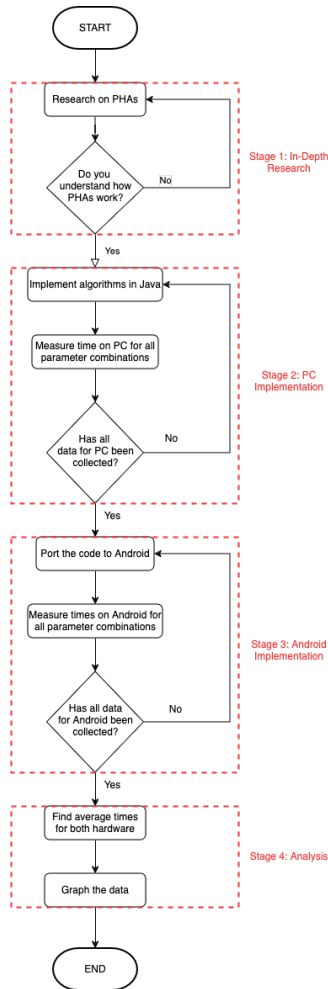 START
Research on PHAs
Do you
understand how
PHAs work?
No
Stage 1: In-Depth
Research
Yes
Implement algorithms in Java
Measure time on PC for all
parameter combinations
Stage 2: PC
Implementation
Has all
data for PC been
collected?
No
Yes
Port the code to Android
Measure times on Android for
all parameter combinations
Stage 3: Android
Implementation
Has all data
for Android been
collected?
No
Yes
Find average times
for both hardware
Stage 4: Analysis
Graph the data
END